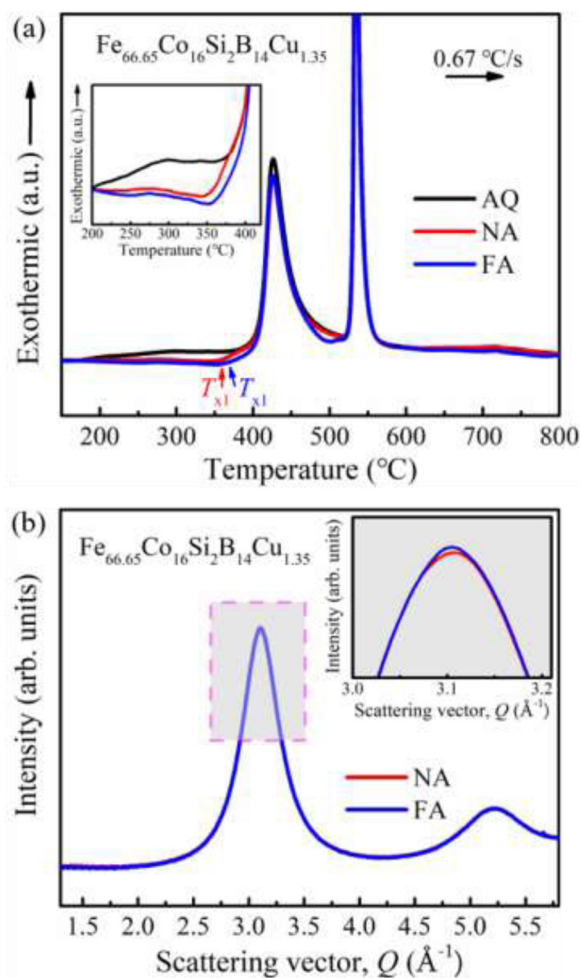 (a)
Fe66.65Co16Si2B14Cu1.35
0.67 °C/s
Exothermic (a.u.)
200 250 300 350 400
Temperature (℃)
AQ
NA
FA
Exothermic (a.u.)
Tx1 Tx1
200 300 400 500 600 700 800
Temperature (℃)
(b)
Fe66.65Co16Si2B14Cu1.35
Intensity (arb. units)
3.0 3.1 3.2
Scattering vector, Q (Å-1)
Intensity (arb. units)
NA
FA
1.5 2.0 2.5 3.0 3.5 4.0 4.5 5.0 5.5
Scattering vector, Q (Å-1)